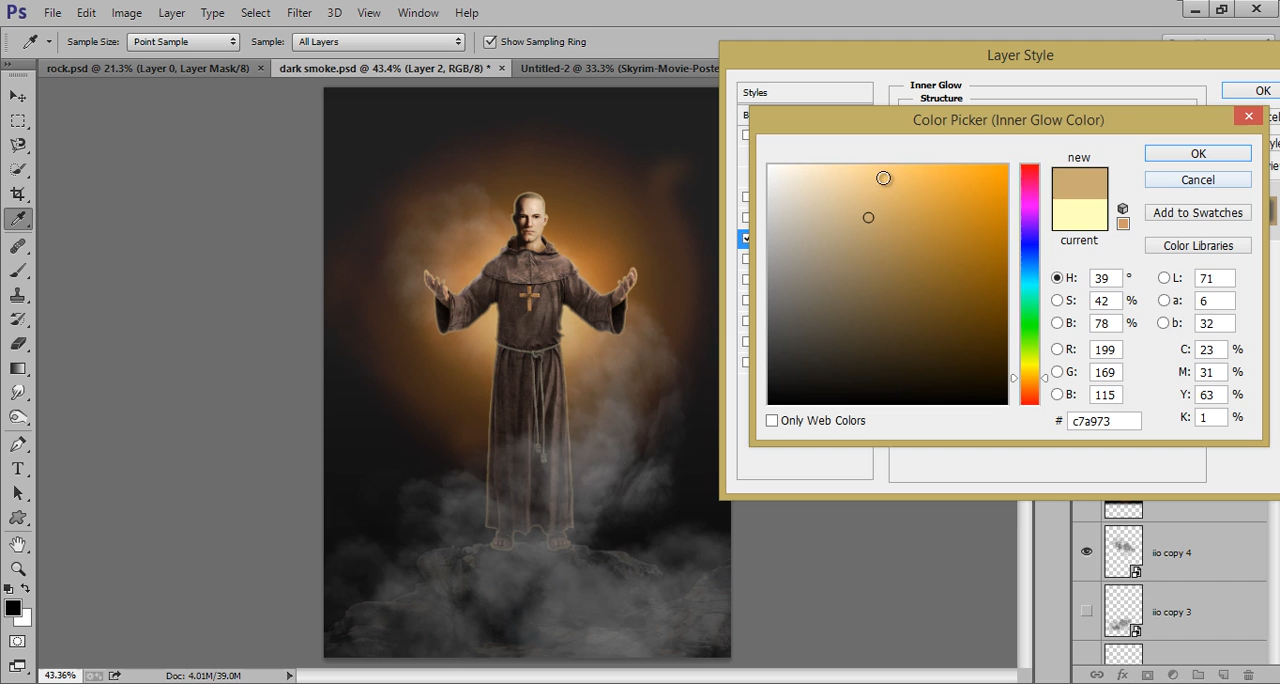 Ps File Edit Image Layer Type Select Filter 3D View Window Help
Sample Size: Point Sample Sample: All Layers Show Sampling Ring
rock.psd @ 21.3% (Layer 0, Layer Mask/8) × dark smoke.psd @ 43.4% (Layer 2, RGB/8) * × Untitled-2 @ 33.3% (Skyrim-Movie-Poste
Layer Style
Styles
Inner Glow
Structure
OK
Color Picker (Inner Glow Color)
new
current
OK
Cancel
Add to Swatches
Color Libraries
H: 39 ° L: 71
S: 42 % a: 6
B: 78 % b: 32
R: 199 C: 23 %
G: 169 M: 31 %
B: 115 Y: 63 %
# c7a973 K: 1 %
Only Web Colors
iio copy 4
iio copy 3
43.36% Doc: 4.01M/39.0M
fx